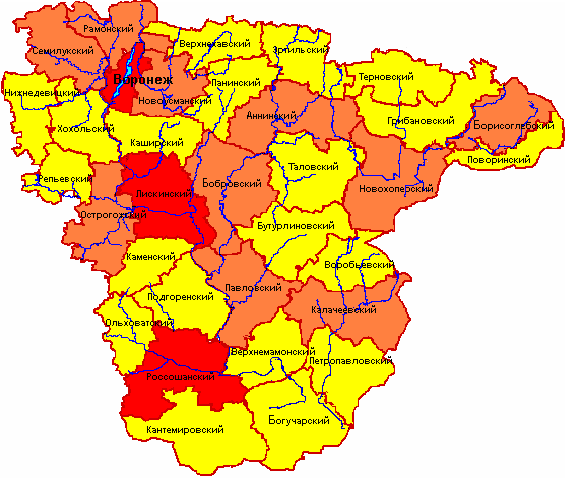 Рамонский
Семилукский
Верхнехавский
Эртильский
Воронеж
Терновский
Нижнедевицкий
Панинский
Новоусманский
Аннинский
Грибановский
Борисоглебский
Хохольский
Каширский
Поворинский
Таловский
Репьевский
Бобровский
Новохоперский
Лискинский
Острогожский
Бутурлиновский
Каменский
Воробьевский
Павловский
Подгоренский
Калачеевский
Ольховатский
Верхнемамонский
Петропавловский
Россошанский
Богучарский
Кантемировский